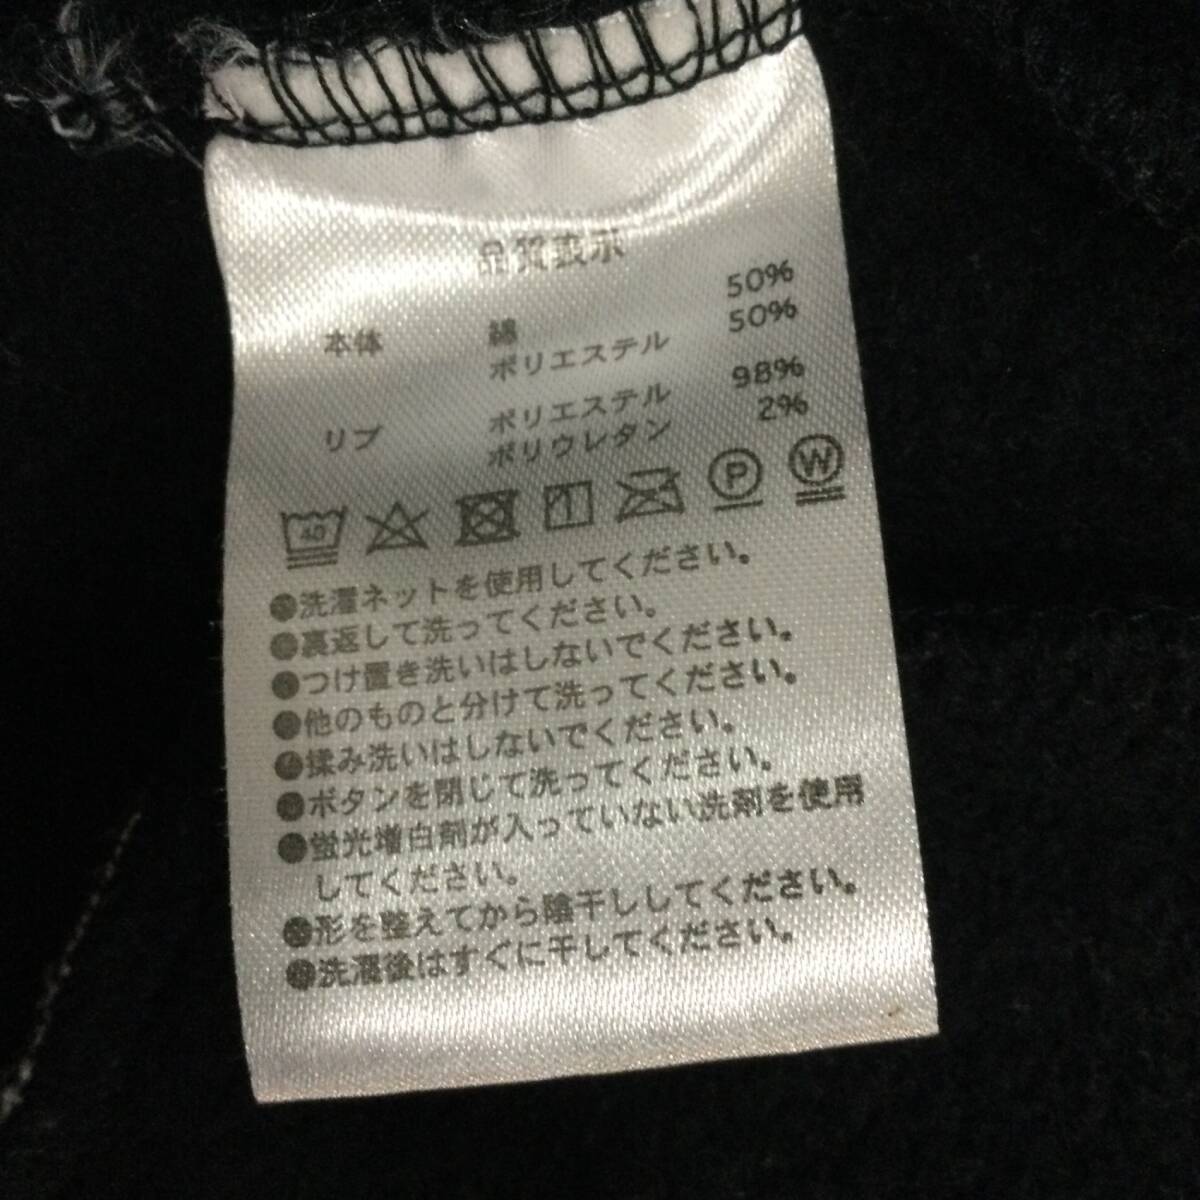 品質表示
本体 綿 50%
ポリエステル 50%
リブ ポリエステル 98%
ポリウレタン 2%
40 P W
●洗濯ネットを使用してください。
●裏返して洗ってください。
●つけ置き洗いはしないでください。
●他のものと分けて洗ってください。
●揉み洗いはしないでください。
●ボタンを閉じて洗ってください。
●蛍光増白剤が入っていない洗剤を使用
してください。
●形を整えてから陰干ししてください。
●洗濯後はすぐに干してください。